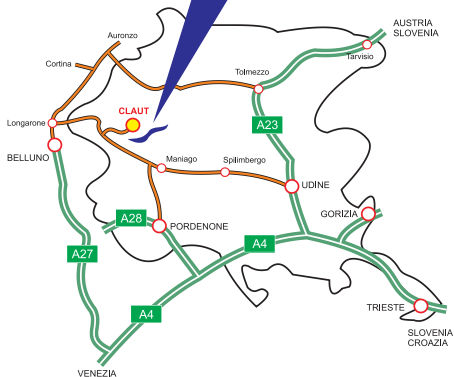 AUSTRIA
SLOVENIA
Auronzo
Tarvisio
Cortina
Tolmezzo
CLAUT
Longarone
A23
BELLUNO
Maniago
Spilimbergo
UDINE
A28
GORIZIA
PORDENONE
A4
A27
TRIESTE
A4
SLOVENIA
CROAZIA
VENEZIA